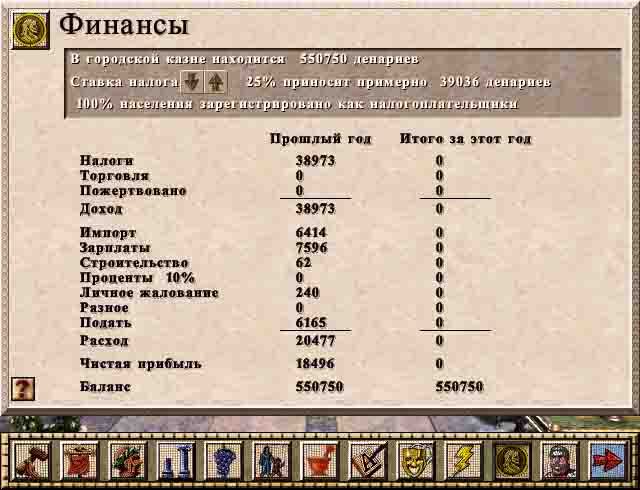 Финансы
В городской казне находится 550750 денариев
Ставка налога 25% приносит примерно 39036 денариев
100% населения зарегистрировано как налогоплательщики
Прошлый год Итого за этот год
Налоги 38973 0
Торговля 0 0
Пожертвовано 0 0
Доход 38973 0
Импорт 6414 0
Зарплаты 7596 0
Строительство 62 0
Проценты 10% 0 0
Личное жалование 240 0
Разное 0 0
Подать 6165 0
Расход 20477 0
Чистая прибыль 18496 0
Баланс 550750 550750
?